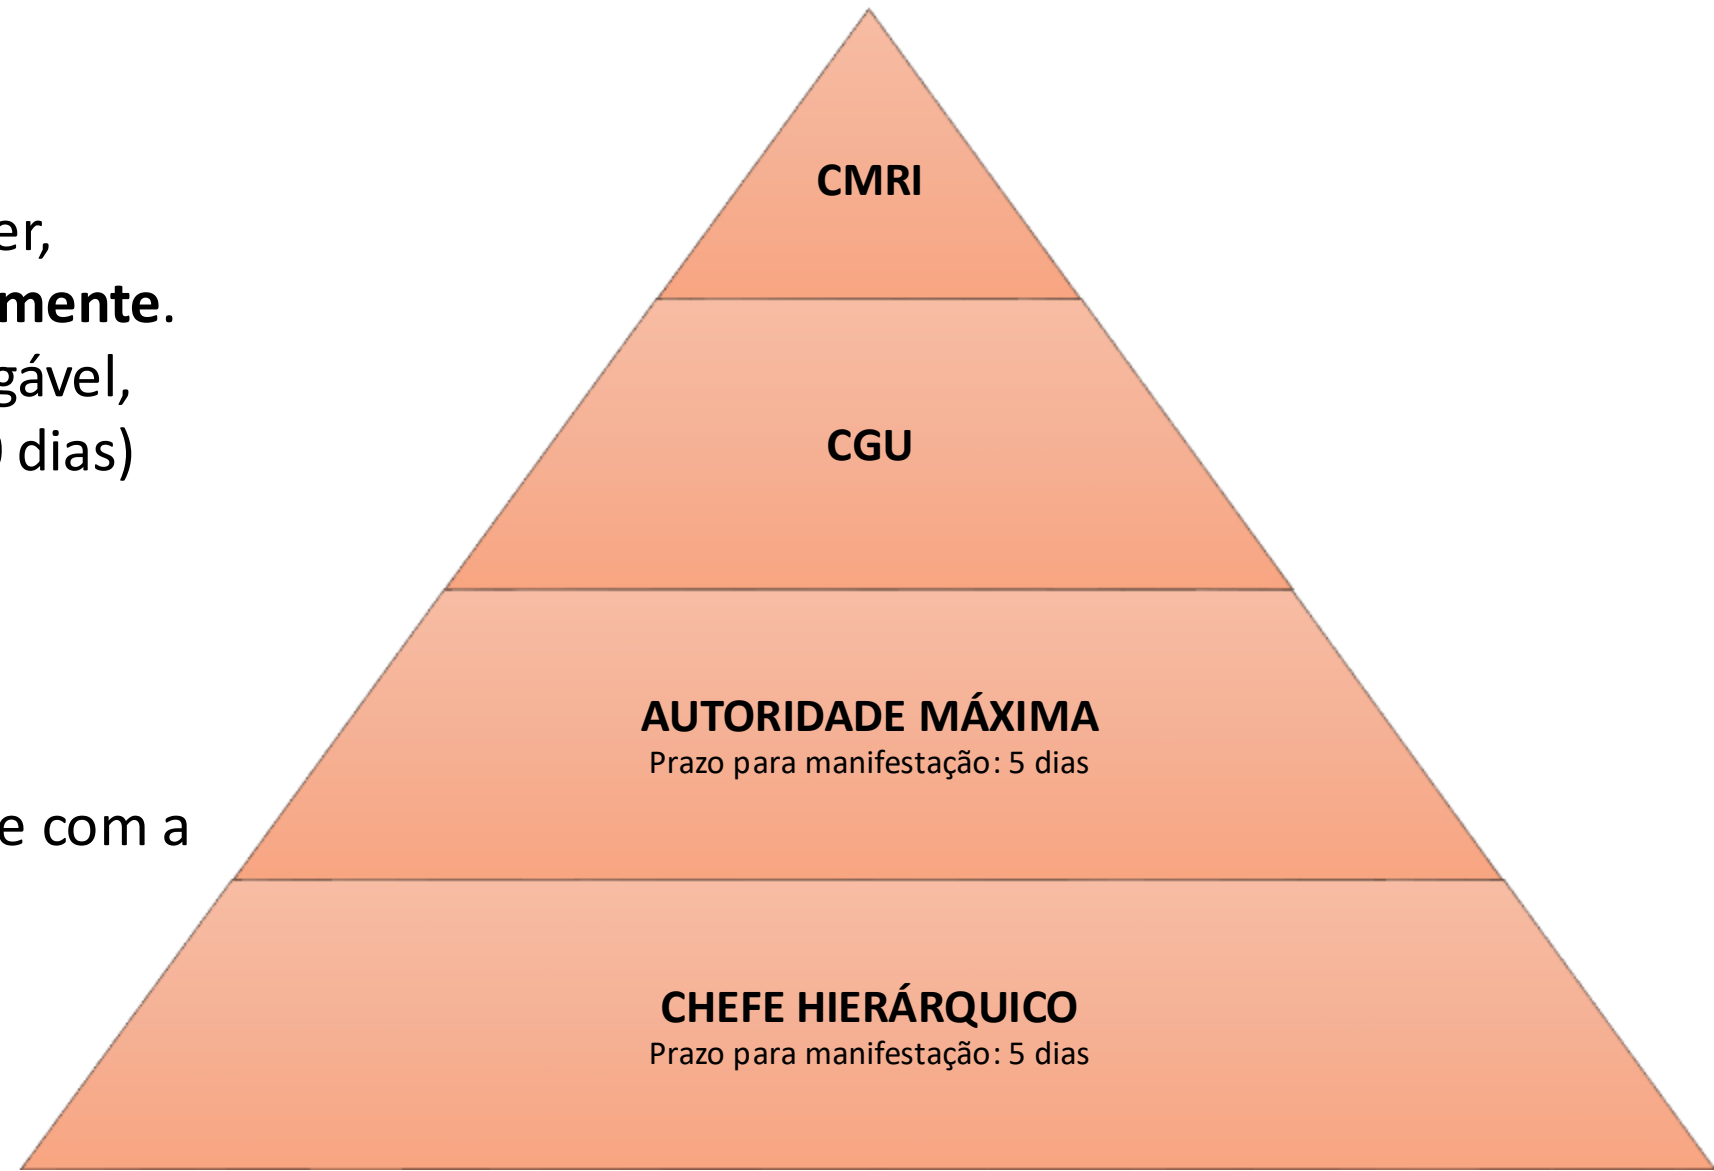 er,
mente.
gável,
dias)
e com a
CMRI
CGU
AUTORIDADE MÁXIMA
Prazo para manifestação: 5 dias
CHEFE HIERÁRQUICO
Prazo para manifestação: 5 dias